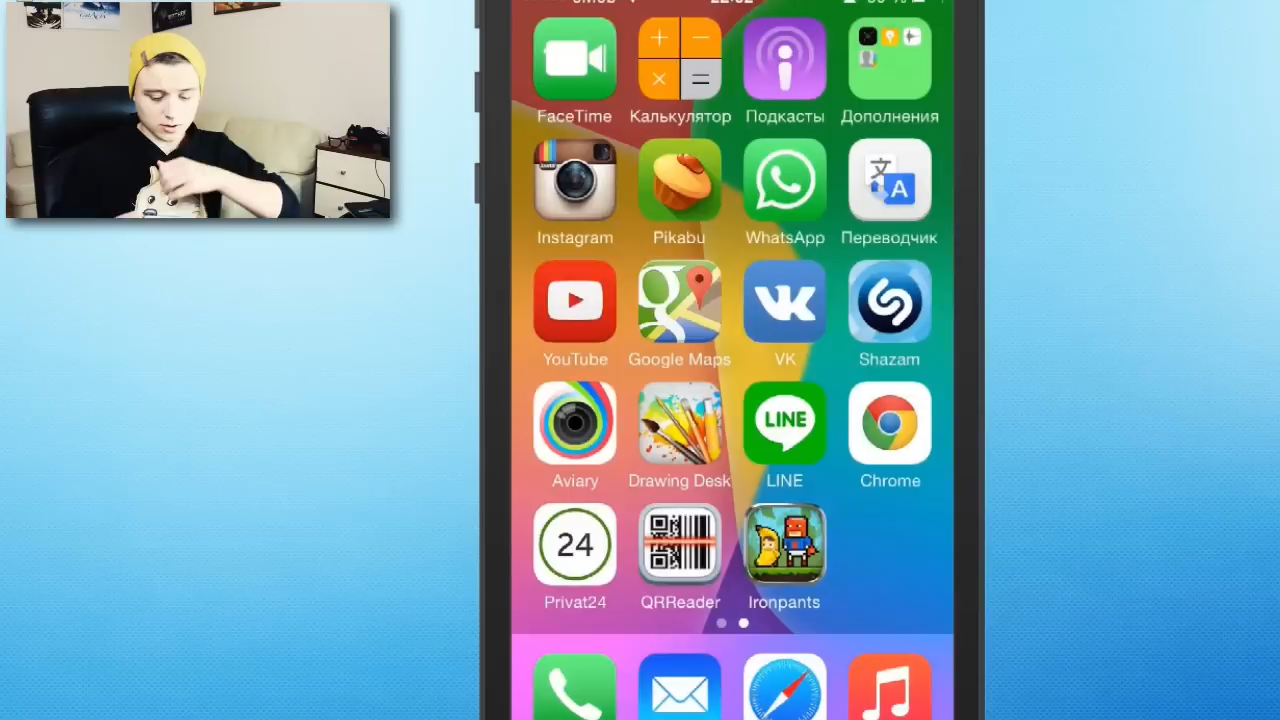 FaceTime Калькулятор Подкасты Дополнения
Instagram Pikabu WhatsApp Переводчик
YouTube Google Maps VK Shazam
LINE
Aviary Drawing Desk LINE Chrome
24
Privat24 QRReader Ironpants